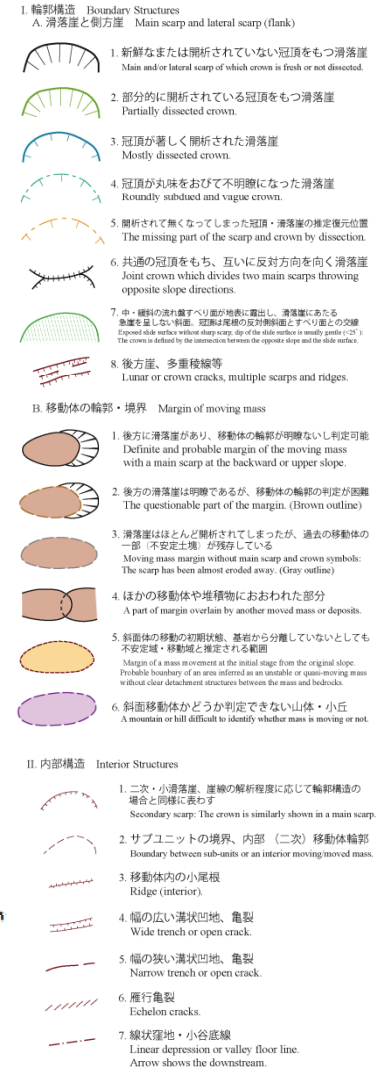 I. 輪郭構造 Boundary Structures
A. 滑落崖と側方崖 Main scarp and lateral scarp (flank)
1. 新鮮なまたは開析されていない冠頂をもつ滑落崖
Main and/or lateral scarp of which crown is fresh or not dissected.
2. 部分的に開析されている冠頂をもつ滑落崖
Partially dissected crown.
3. 冠頂が著しく開析された滑落崖
Mostly dissected crown.
4. 冠頂が丸味をおびて不明瞭になった滑落崖
Roundly subdued and vague crown.
5. 開析されて無くなってしまった冠頂・滑落崖の推定復元位置
The missing part of the scarp and crown by dissection.
6. 共通の冠頂をもち、互いに反対方向を向く滑落崖
Joint crown which divides two main scarps throwing
opposite slope directions.
7. 中・緩斜の流れ盤すべり面が地表に露出し、滑落崖にあたる
急崖を呈しない斜面。冠頂は尾根の反対側斜面とすべり面との交線
Exposed slide surface without sharp scarp, dip of the slide surface is usually gentle (<25°):
The crown is defined by the intersection between the opposite slope and the slide surface.
8. 後方崖、多重稜線等
Lunar or crown cracks, multiple scarps and ridges.
B. 移動体の輪郭・境界 Margin of moving mass
1. 後方に滑落崖があり、移動体の輪郭が明瞭ないし判定可能
Definite and probable margin of the moving mass
with a main scarp at the backward or upper slope.
2. 後方の滑落崖は明瞭であるが、移動体の輪郭の判定が困難
The questionable part of the margin. (Brown outline)
3. 滑落崖はほとんど開析されてしまったが、過去の移動体の
一部（不安定土塊）が残存している
Moving mass margin without main scarp and crown symbols:
The scarp has been almost eroded away. (Gray outline)
4. ほかの移動体や堆積物におおわれた部分
A part of margin overlain by another moved mass or deposits.
5. 斜面体の移動の初期状態、基岩から分離していないとしても
不安定域・移動域と推定される範囲
Margin of a mass movement at the initial stage from the original slope.
Probable boundary of an area inferred as an unstable or quasi-moving mass
without clear detachment structures between the mass and bedrocks.
6. 斜面移動体かどうか判定できない山体・小丘
A mountain or hill difficult to identify whether mass is moving or not.
II. 内部構造 Interior Structures
1. 二次・小滑落崖、崖線の解析程度に応じて輪郭構造の
場合と同様に表わす
Secondary scarp: The crown is similarly shown in a main scarp.
2. サブユニットの境界、内部 （二次）移動体輪郭
Boundary between sub-units or an interior moving/moved mass.
3. 移動体内の小尾根
Ridge (interior).
4. 幅の広い溝状凹地、亀裂
Wide trench or open crack.
5. 幅の狭い溝状凹地、亀裂
Narrow trench or open crack.
6. 雁行亀裂
Echelon cracks.
7. 線状窪地・小谷底線
Linear depression or valley floor line.
Arrow shows the downstream.